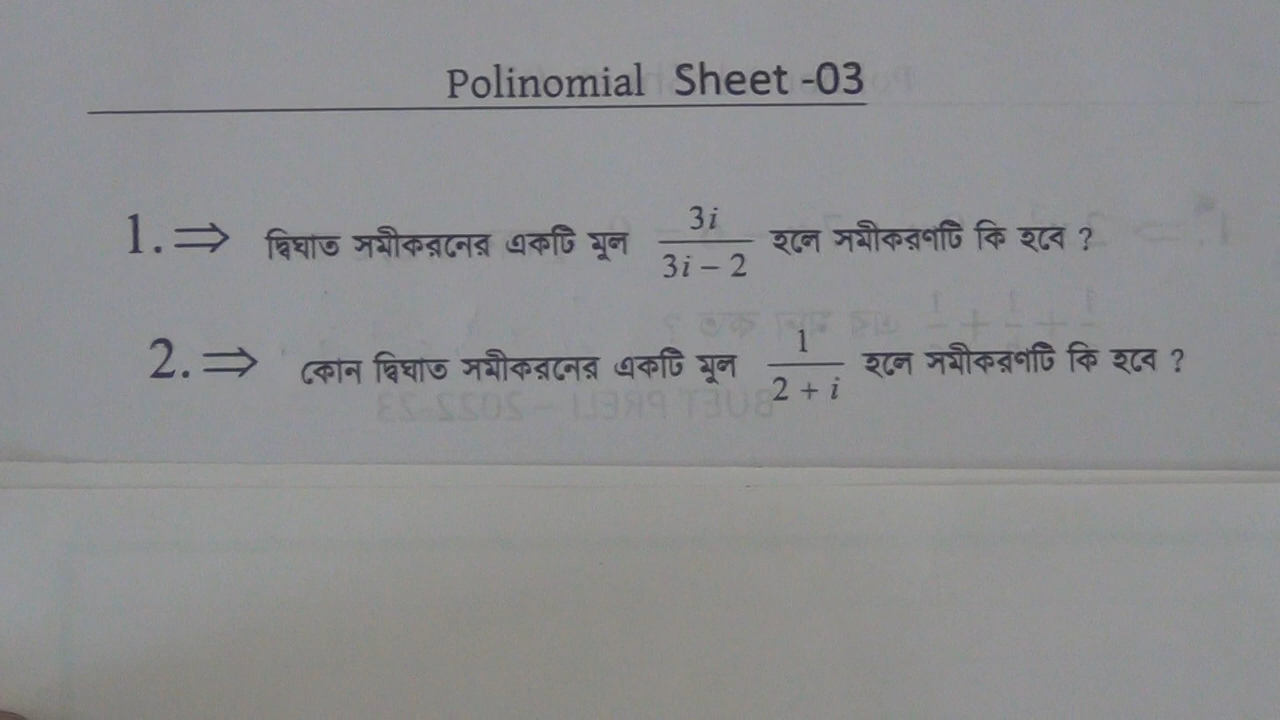 Polinomial Sheet -03
1.⇒ দ্বিঘাত সমীকরনের একটি মূল 3i/(3i – 2) হলে সমীকরণটি কি হবে ?
2.⇒ কোন দ্বিঘাত সমীকরনের একটি মূল 1/(2 + i) হলে সমীকরণটি কি হবে ?